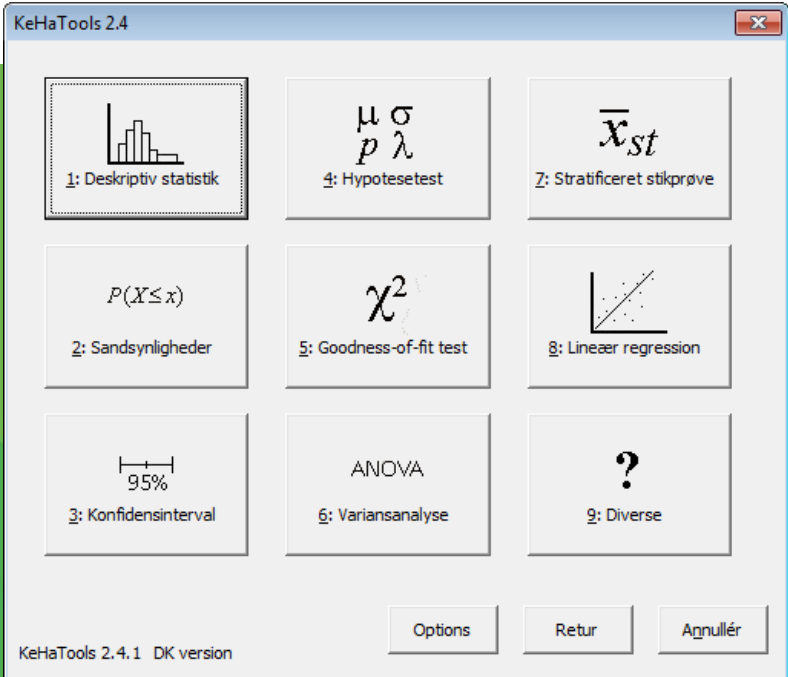 KeHaTools 2.4
1: Deskriptiv statistik
μ σ
p λ
4: Hypotesetest
x̅st
7: Stratificeret stikprøve
P(X≤x)
2: Sandsynligheder
χ²
5: Goodness-of-fit test
8: Lineær regression
95%
3: Konfidensinterval
ANOVA
6: Variansanalyse
?
9: Diverse
Options
Retur
Annullér
KeHaTools 2.4.1 DK version